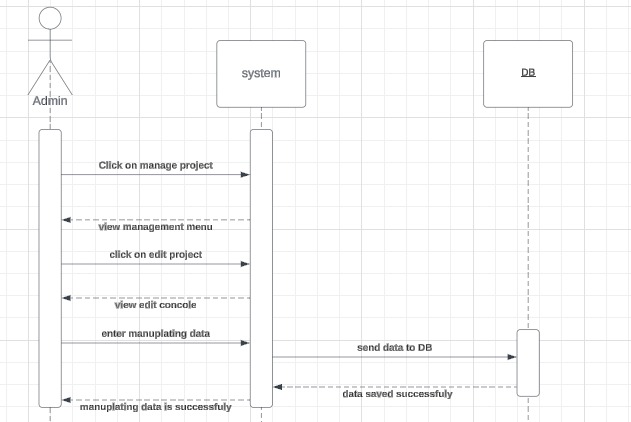 Admin
system
DB
Click on manage project
view management menu
click on edit project
view edit concole
enter manuplating data
send data to DB
data saved successfuly
manuplating data is successfuly